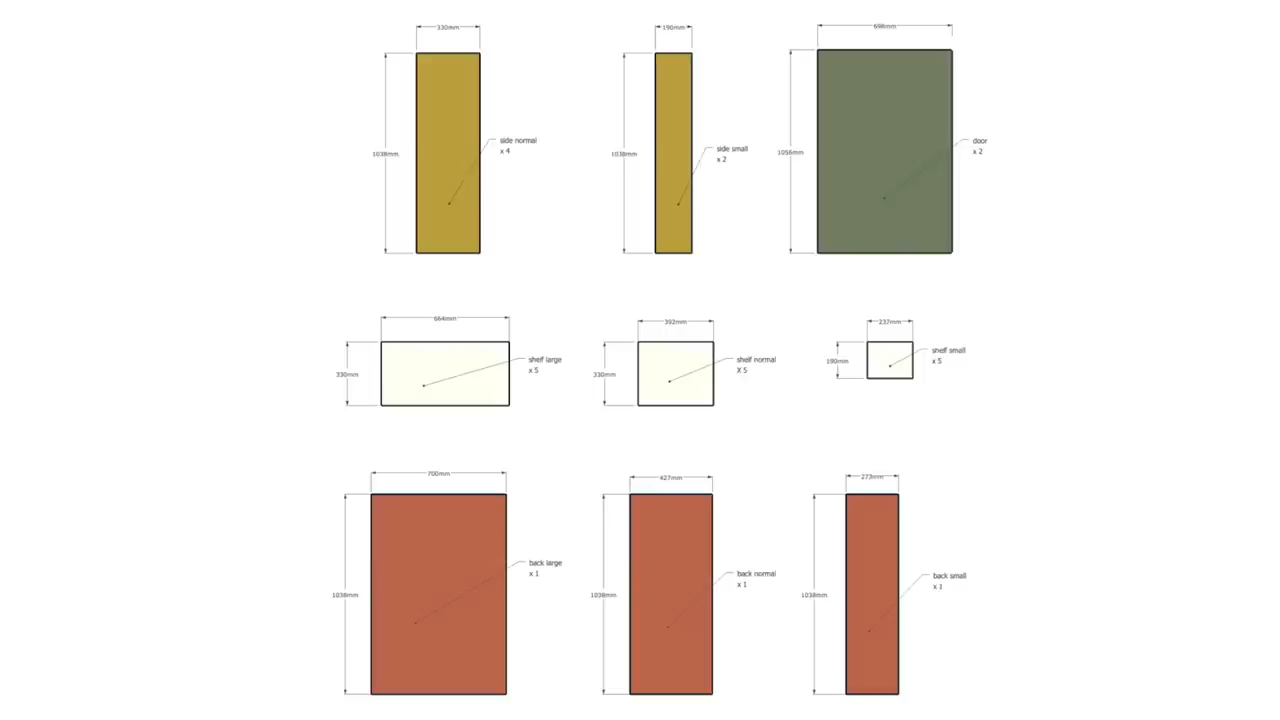 330mm
190mm
698mm
1038mm
side normal
x 4
1038mm
side small
x 2
1056mm
door
x 2
664mm
392mm
237mm
330mm
shelf large
x 5
330mm
shelf normal
X 5
190mm
shelf small
x 5
700mm
427mm
273mm
1038mm
back large
x 1
1038mm
back normal
x 1
1038mm
back small
x 1